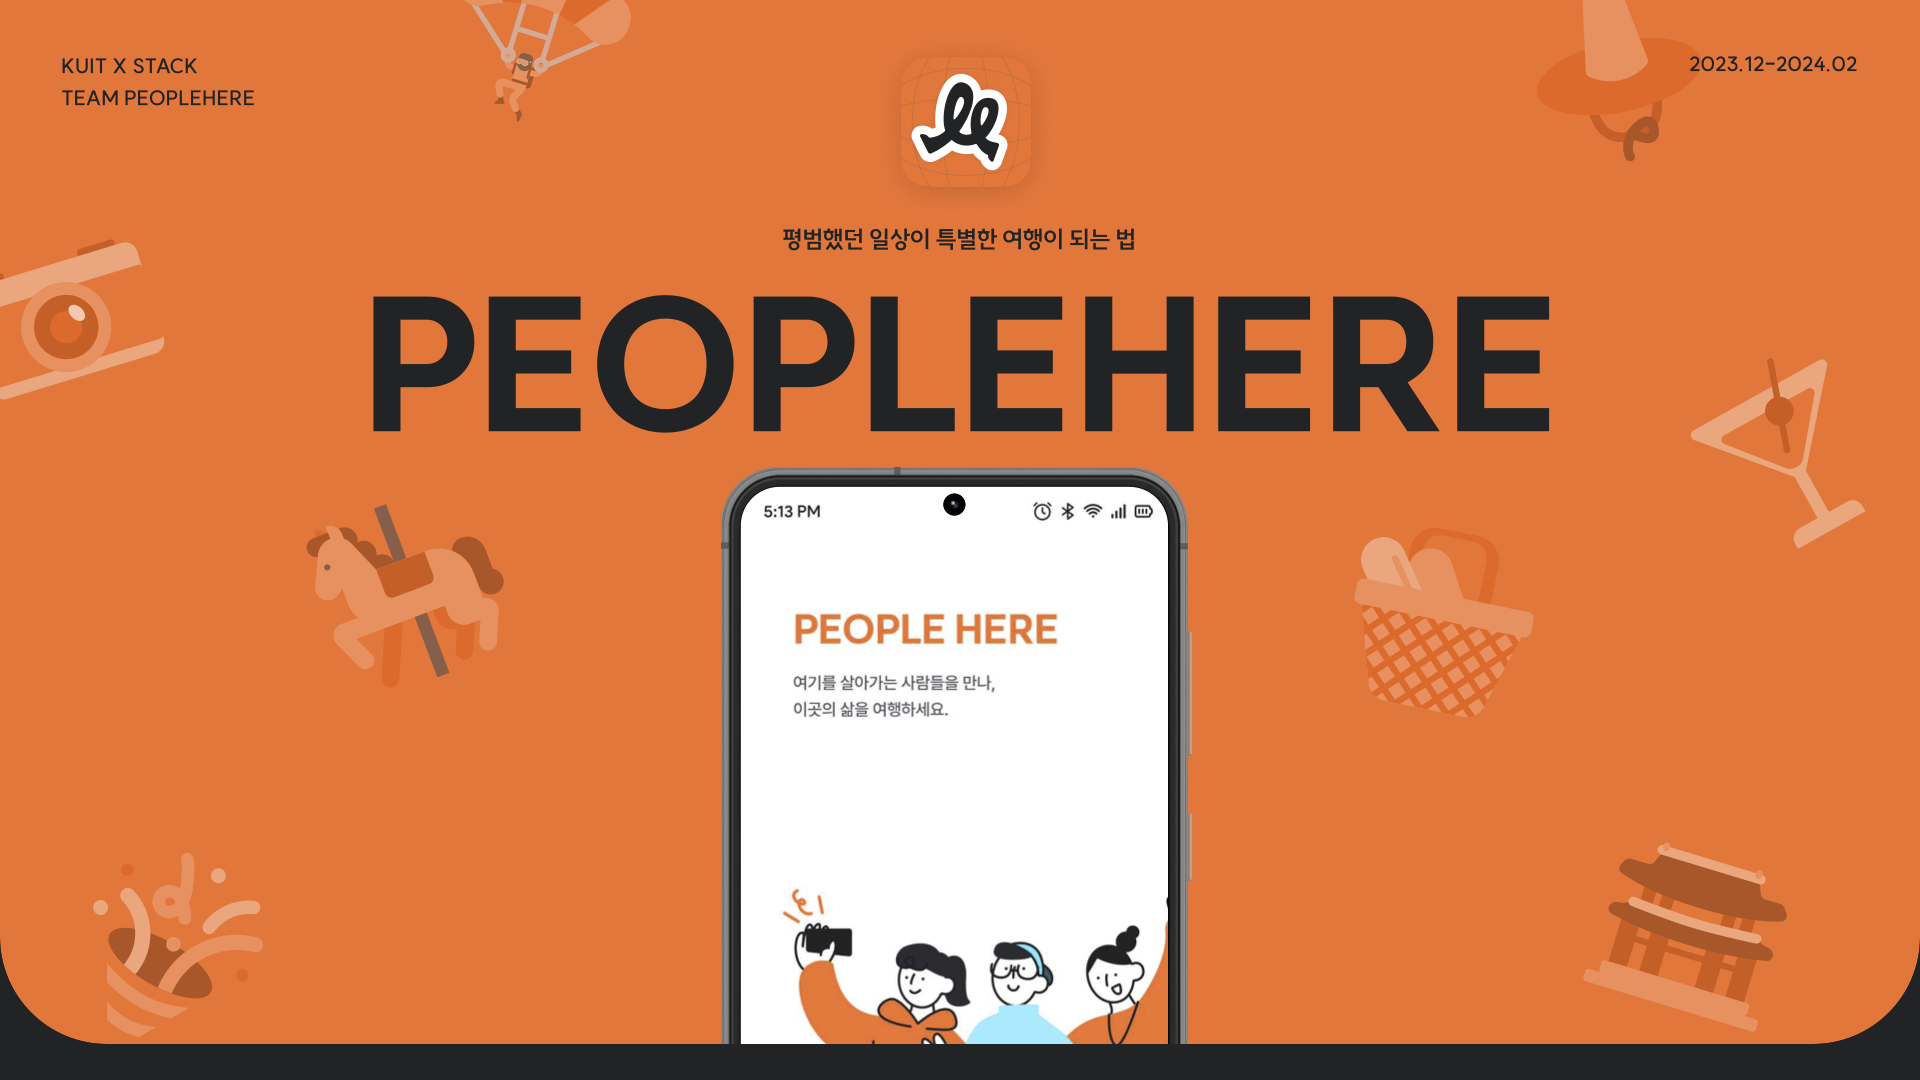 KUIT X STACK
TEAM PEOPLEHERE
2023.12-2024.02
평범했던 일상이 특별한 여행이 되는 법
PEOPLEHERE
5:13 PM
PEOPLE HERE
여기를 살아가는 사람들을 만나,
이곳의 삶을 여행하세요.